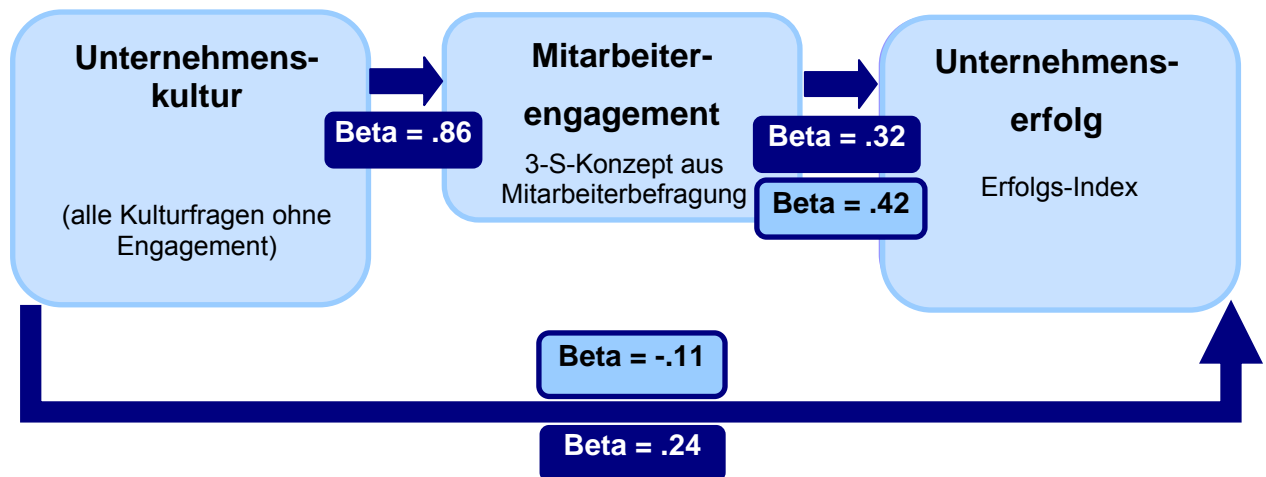 Unternehmens-
kultur
(alle Kulturfragen ohne
Engagement)
Beta = .86
Mitarbeiter-
engagement
3-S-Konzept aus
Mitarbeiterbefragung
Beta = .32
Beta = .42
Unternehmens-
erfolg
Erfolgs-Index
Beta = -.11
Beta = .24